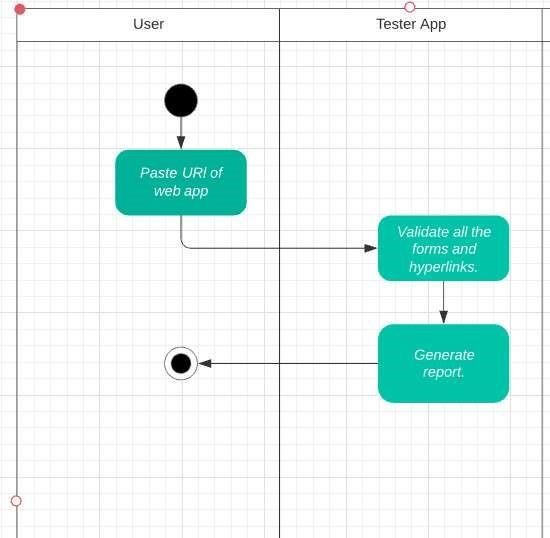 User
Tester App
Paste URl of
web app
Validate all the
forms and
hyperlinks.
Generate
report.